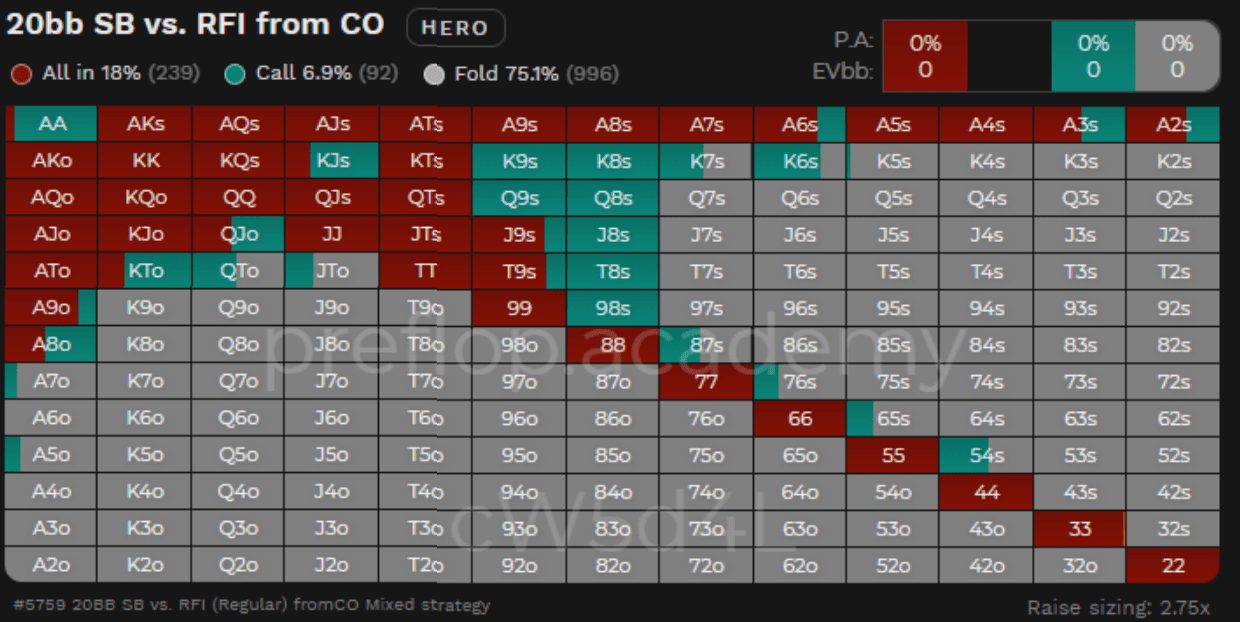 20bb SB vs. RFI from CO HERO
P.A: 0% 0% 0%
EVbb: 0 0 0
All in 18% (239) Call 6.9% (92) Fold 75.1% (996)
AA AKs AQs AJs ATs A9s A8s A7s A6s A5s A4s A3s A2s
AKo KK KQs KJs KTs K9s K8s K7s K6s K5s K4s K3s K2s
AQo KQo QQ QJs QTs Q9s Q8s Q7s Q6s Q5s Q4s Q3s Q2s
AJo KJo QJo JJ JTs J9s J8s J7s J6s J5s J4s J3s J2s
ATo KTo QTo JTo TT T9s T8s T7s T6s T5s T4s T3s T2s
A9o K9o Q9o J9o T9o 99 98s 97s 96s 95s 94s 93s 92s
A8o K8o Q8o J8o T8o 98o 88 87s 86s 85s 84s 83s 82s
preflop.academy
A7o K7o Q7o J7o T7o 97o 87o 77 76s 75s 74s 73s 72s
A6o K6o Q6o J6o T6o 96o 86o 76o 66 65s 64s 63s 62s
A5o K5o Q5o J5o T5o 95o 85o 75o 65o 55 54s 53s 52s
A4o K4o Q4o J4o T4o 94o 84o 74o 64o 54o 44 43s 42s
A3o K3o Q3o J3o T3o 93o 83o 73o 63o 53o 43o 33 32s
cW5d4L
A2o K2o Q2o J2o T2o 92o 82o 72o 62o 52o 42o 32o 22
#5759 20BB SB vs. RFI (Regular) fromCO Mixed strategy
Raise sizing: 2.75x